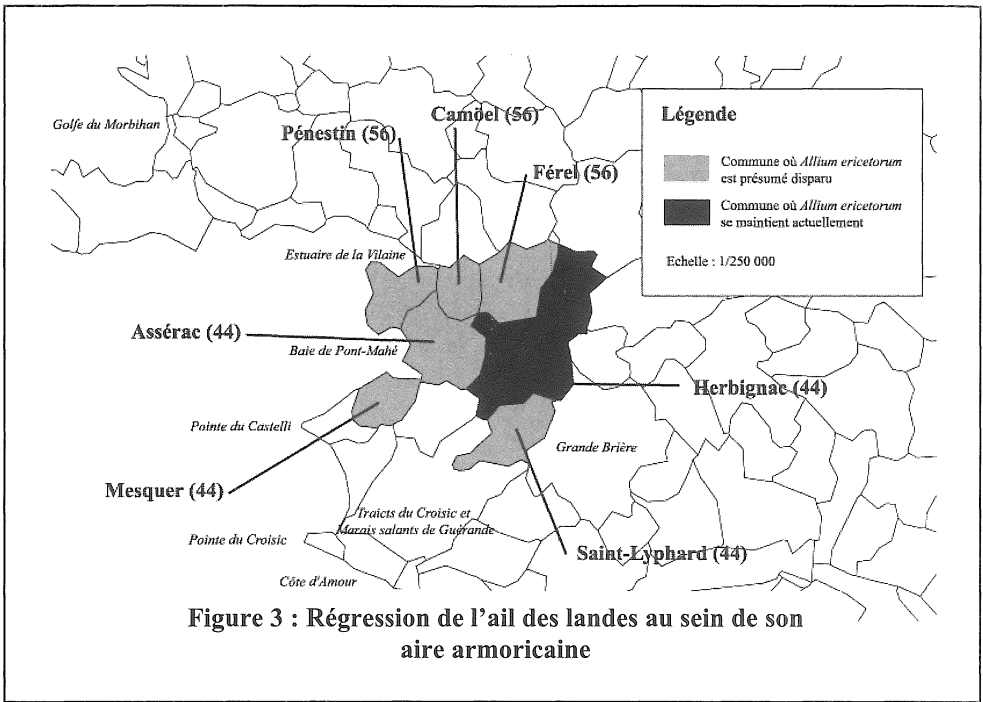 Golfe du Morbihan
Pénestin (56)
Camöel (56)
Férel (56)
Légende
Commune où Allium ericetorum
est présumé disparu
Commune où Allium ericetorum
se maintient actuellement
Echelle : 1/250 000
Estuaire de la Vilaine
Assérac (44)
Baie de Pont-Mahé
Herbignac (44)
Pointe du Castelli
Grande Brière
Mesquer (44)
Traicts du Croisic et
Marais salants de Guérande
Pointe du Croisic
Saint-Lyphard (44)
Côte d'Amour
Figure 3 : Régression de l'ail des landes au sein de son
aire armoricaine